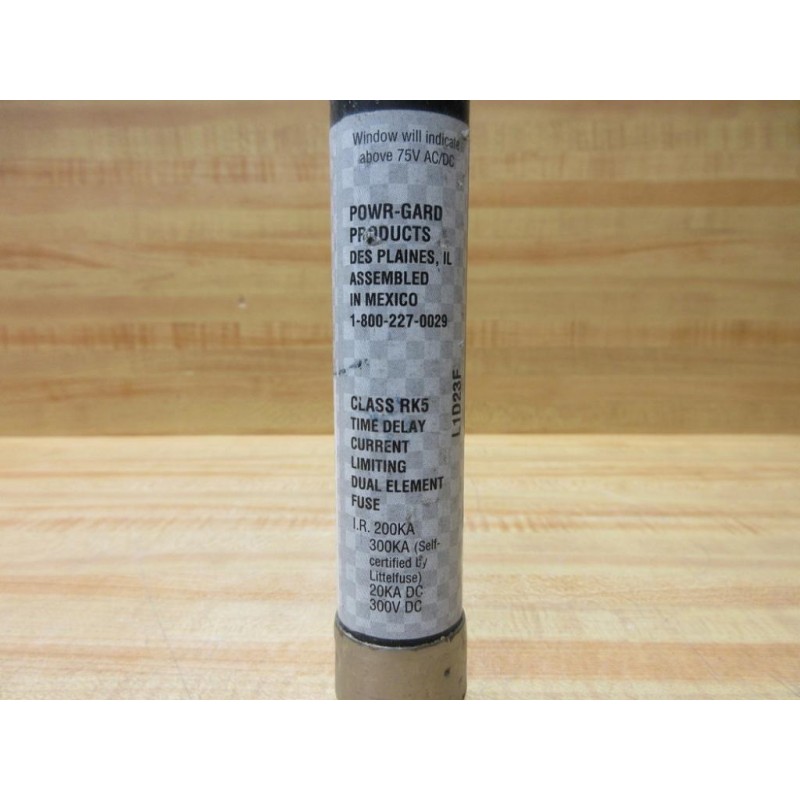 Window will indicate
above 75V AC/DC
POWR-GARD
PRODUCTS
DES PLAINES, IL
ASSEMBLED
IN MEXICO
1-800-227-0029
CLASS RK5
TIME DELAY
CURRENT
LIMITING
DUAL ELEMENT
FUSE
I.R. 200KA
300KA (Self-
certified by
Littelfuse)
20KA DC
300V DC
L1D23F